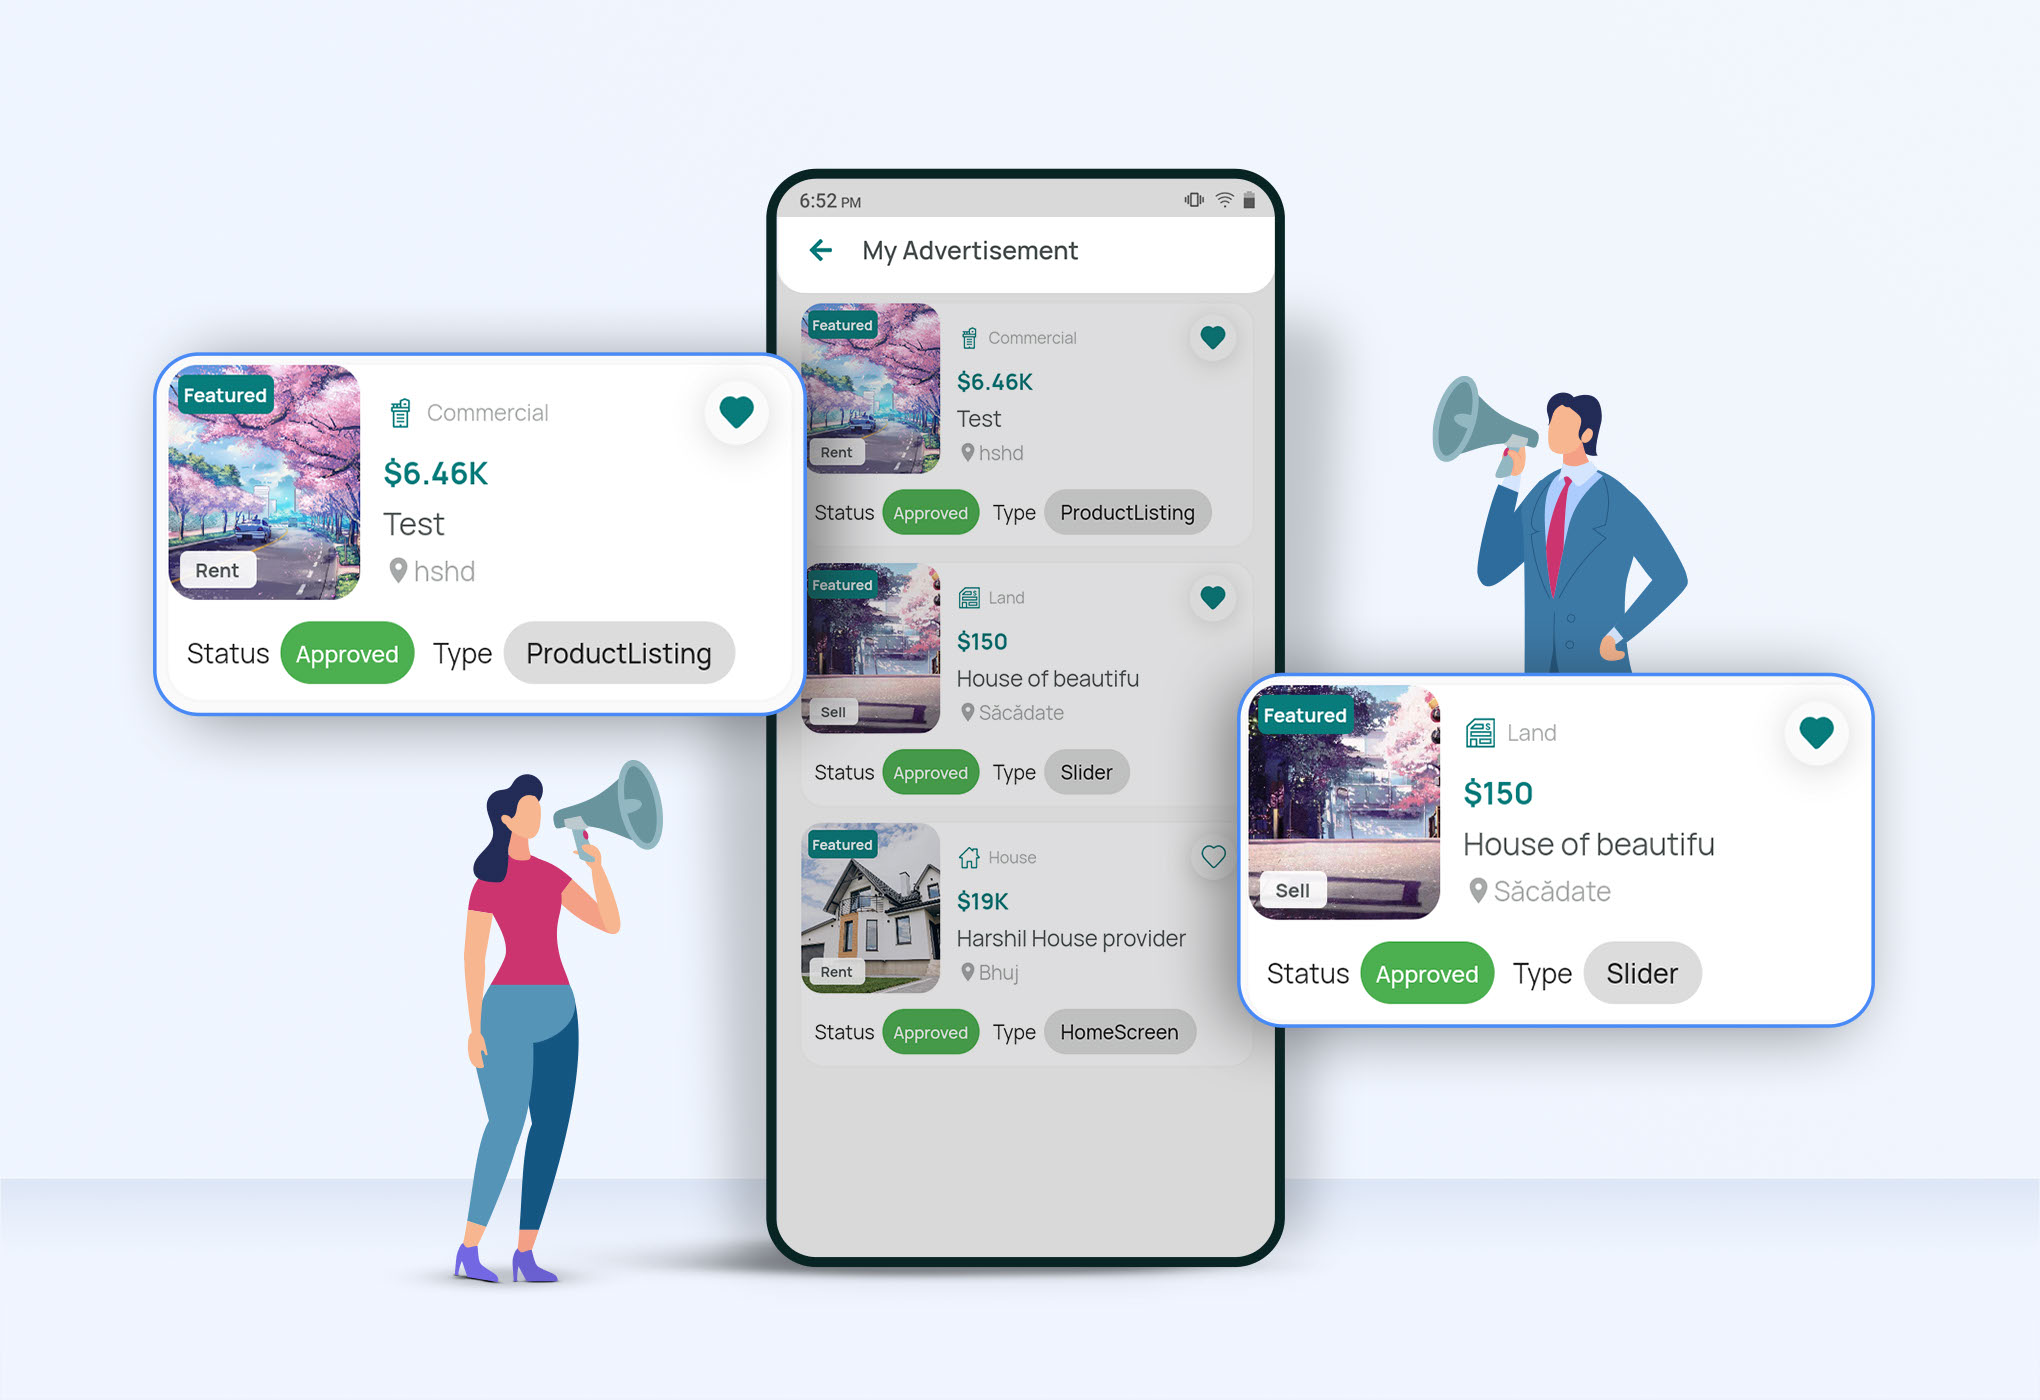 6:52 PM
My Advertisement
Featured
Commercial
$6.46K
Test
Rent
hshd
Status Approved Type ProductListing
Featured
Land
$150
House of beautifu
Sell
Săcădate
Status Approved Type Slider
Featured
House
$19K
Harshil House provider
Rent
Bhuj
Status Approved Type HomeScreen
Featured
Commercial
$6.46K
Test
Rent
hshd
Status Approved Type ProductListing
Featured
Land
$150
House of beautifu
Sell
Săcădate
Status Approved Type Slider